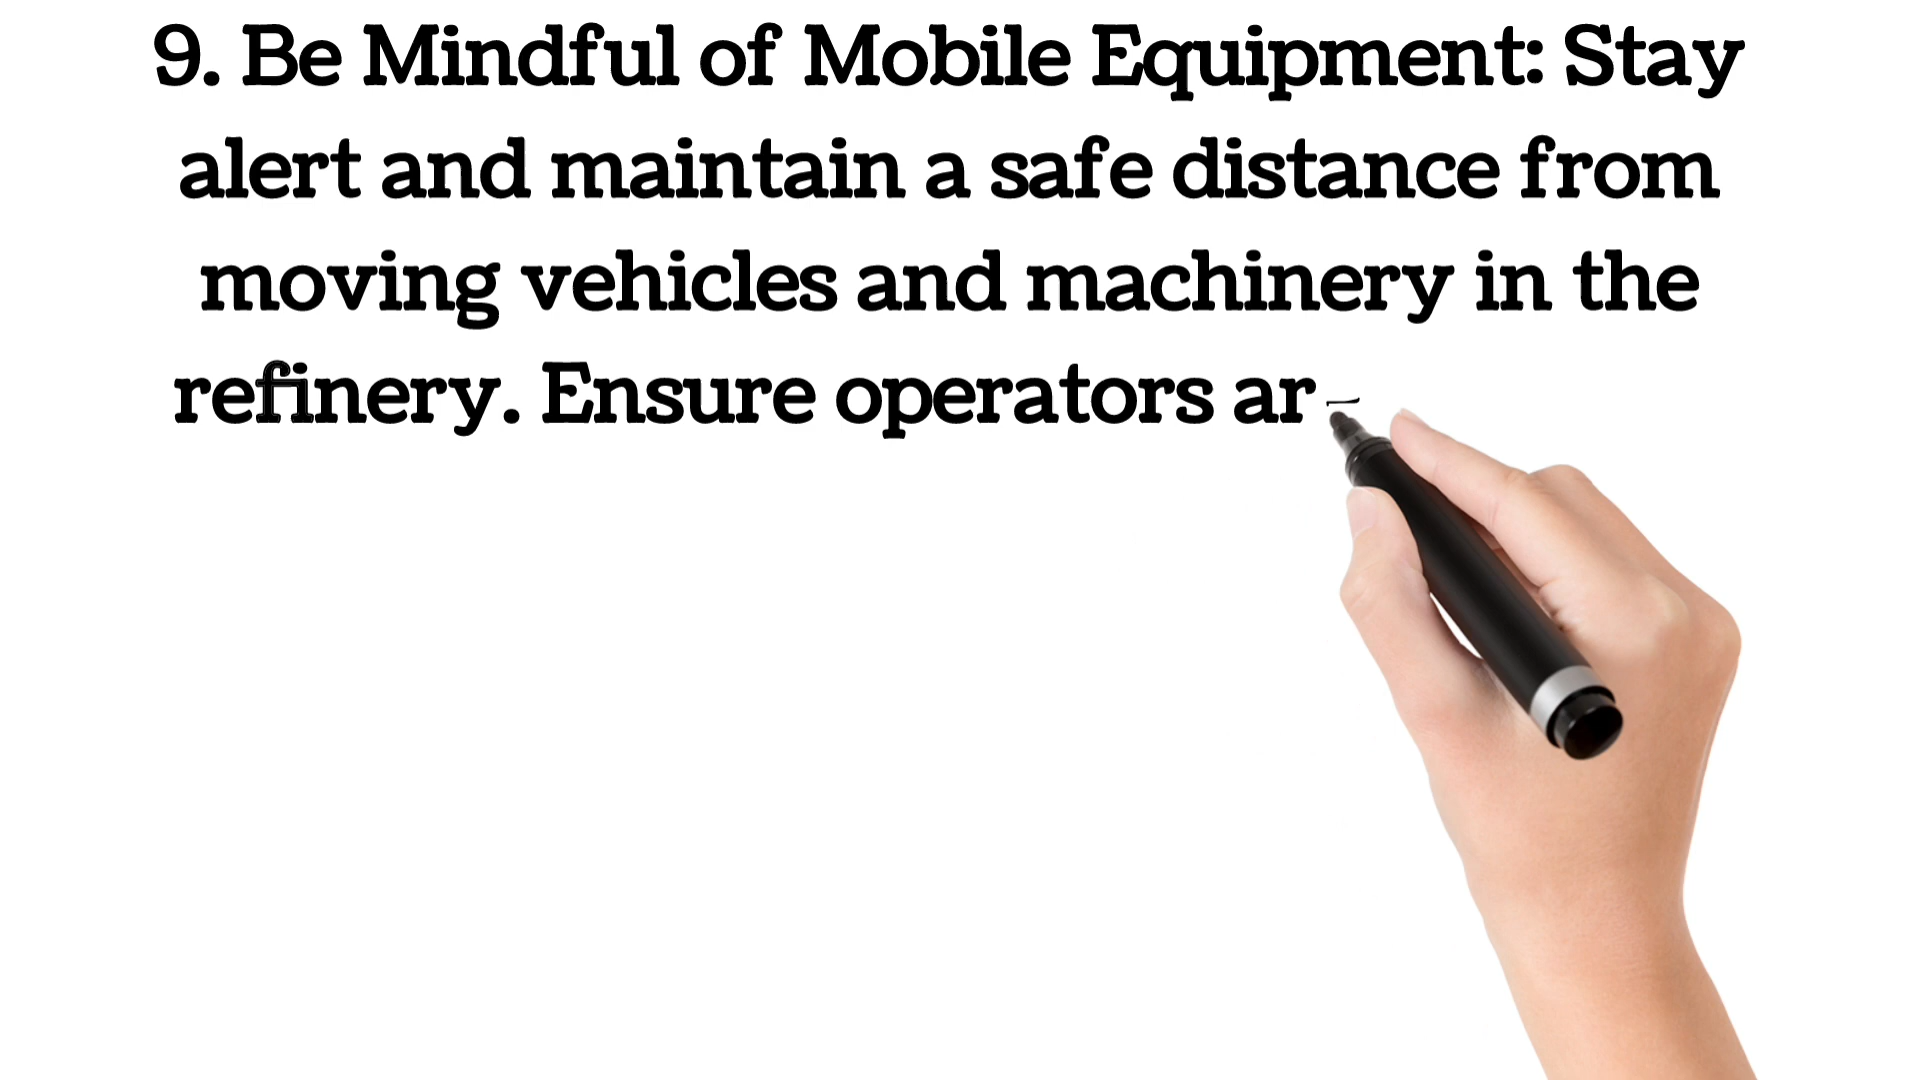 9. Be Mindful of Mobile Equipment: Stay
alert and maintain a safe distance from
moving vehicles and machinery in the
refinery. Ensure operators ar